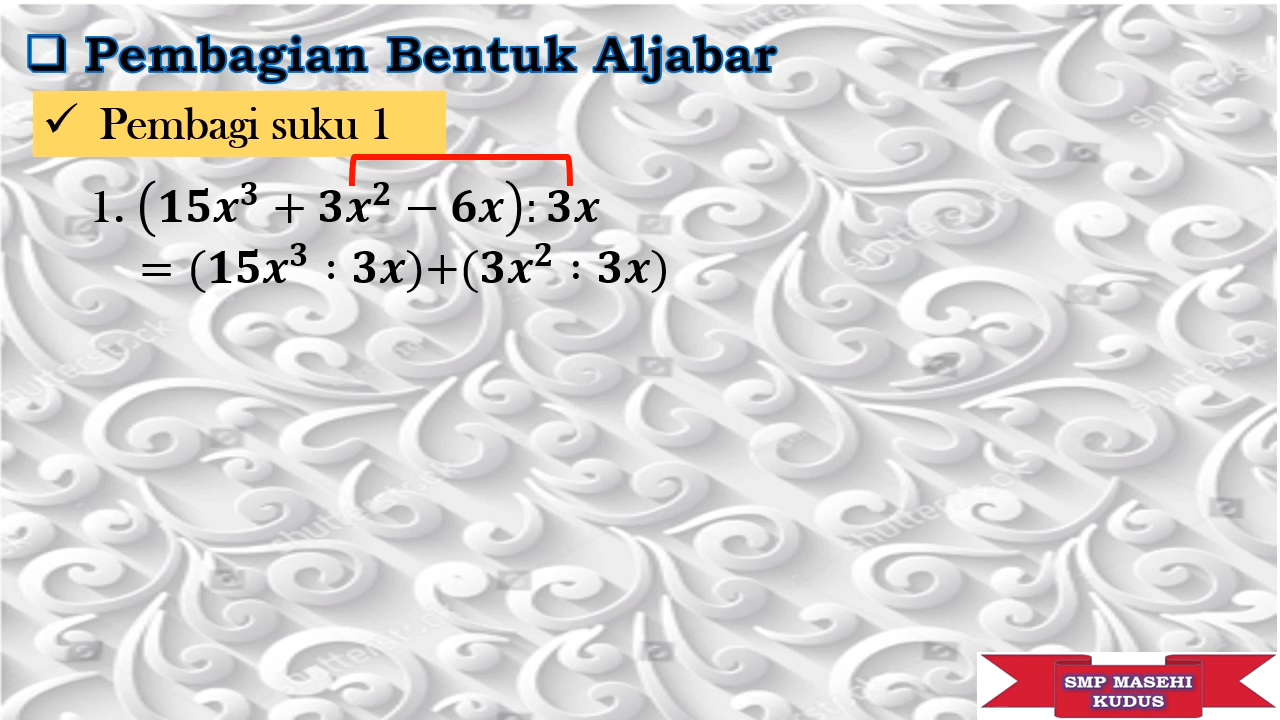 ❑ Pembagian Bentuk Aljabar
✓ Pembagi suku 1
1. (15x³ + 3x² − 6x): 3x
= (15x³ : 3x)+(3x² : 3x)
SMP MASEHI
KUDUS